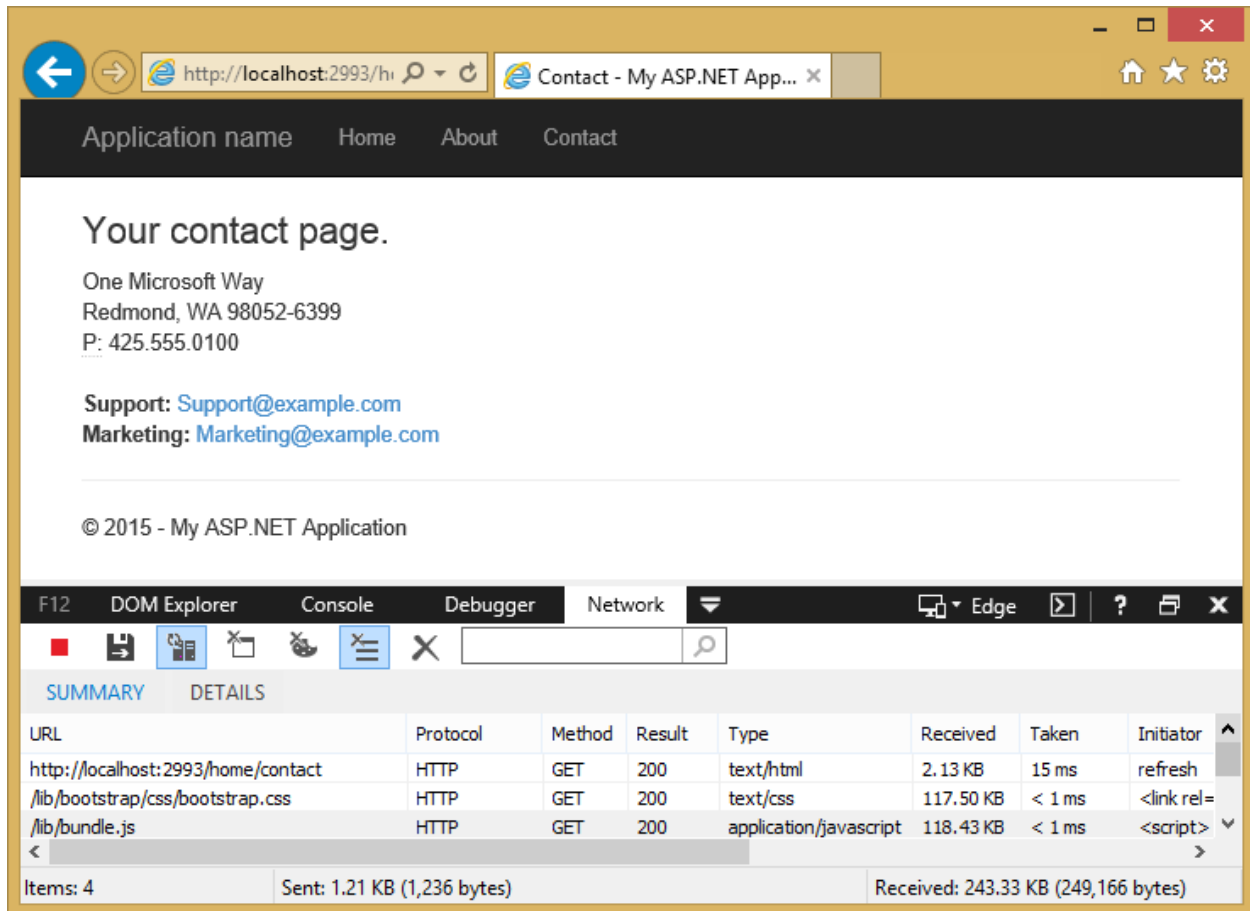 http://localhost:2993/h
Contact - My ASP.NET App...
Application name Home About Contact
Your contact page.
One Microsoft Way
Redmond, WA 98052-6399
P: 425.555.0100
Support: Support@example.com
Marketing: Marketing@example.com
© 2015 - My ASP.NET Application
F12 DOM Explorer Console Debugger Network Edge ?
SUMMARY DETAILS
URL Protocol Method Result Type Received Taken Initiator
http://localhost:2993/home/contact HTTP GET 200 text/html 2.13 KB 15 ms refresh
/lib/bootstrap/css/bootstrap.css HTTP GET 200 text/css 117.50 KB < 1 ms <link rel=
/lib/bundle.js HTTP GET 200 application/javascript 118.43 KB < 1 ms <script>
Items: 4 Sent: 1.21 KB (1,236 bytes) Received: 243.33 KB (249,166 bytes)